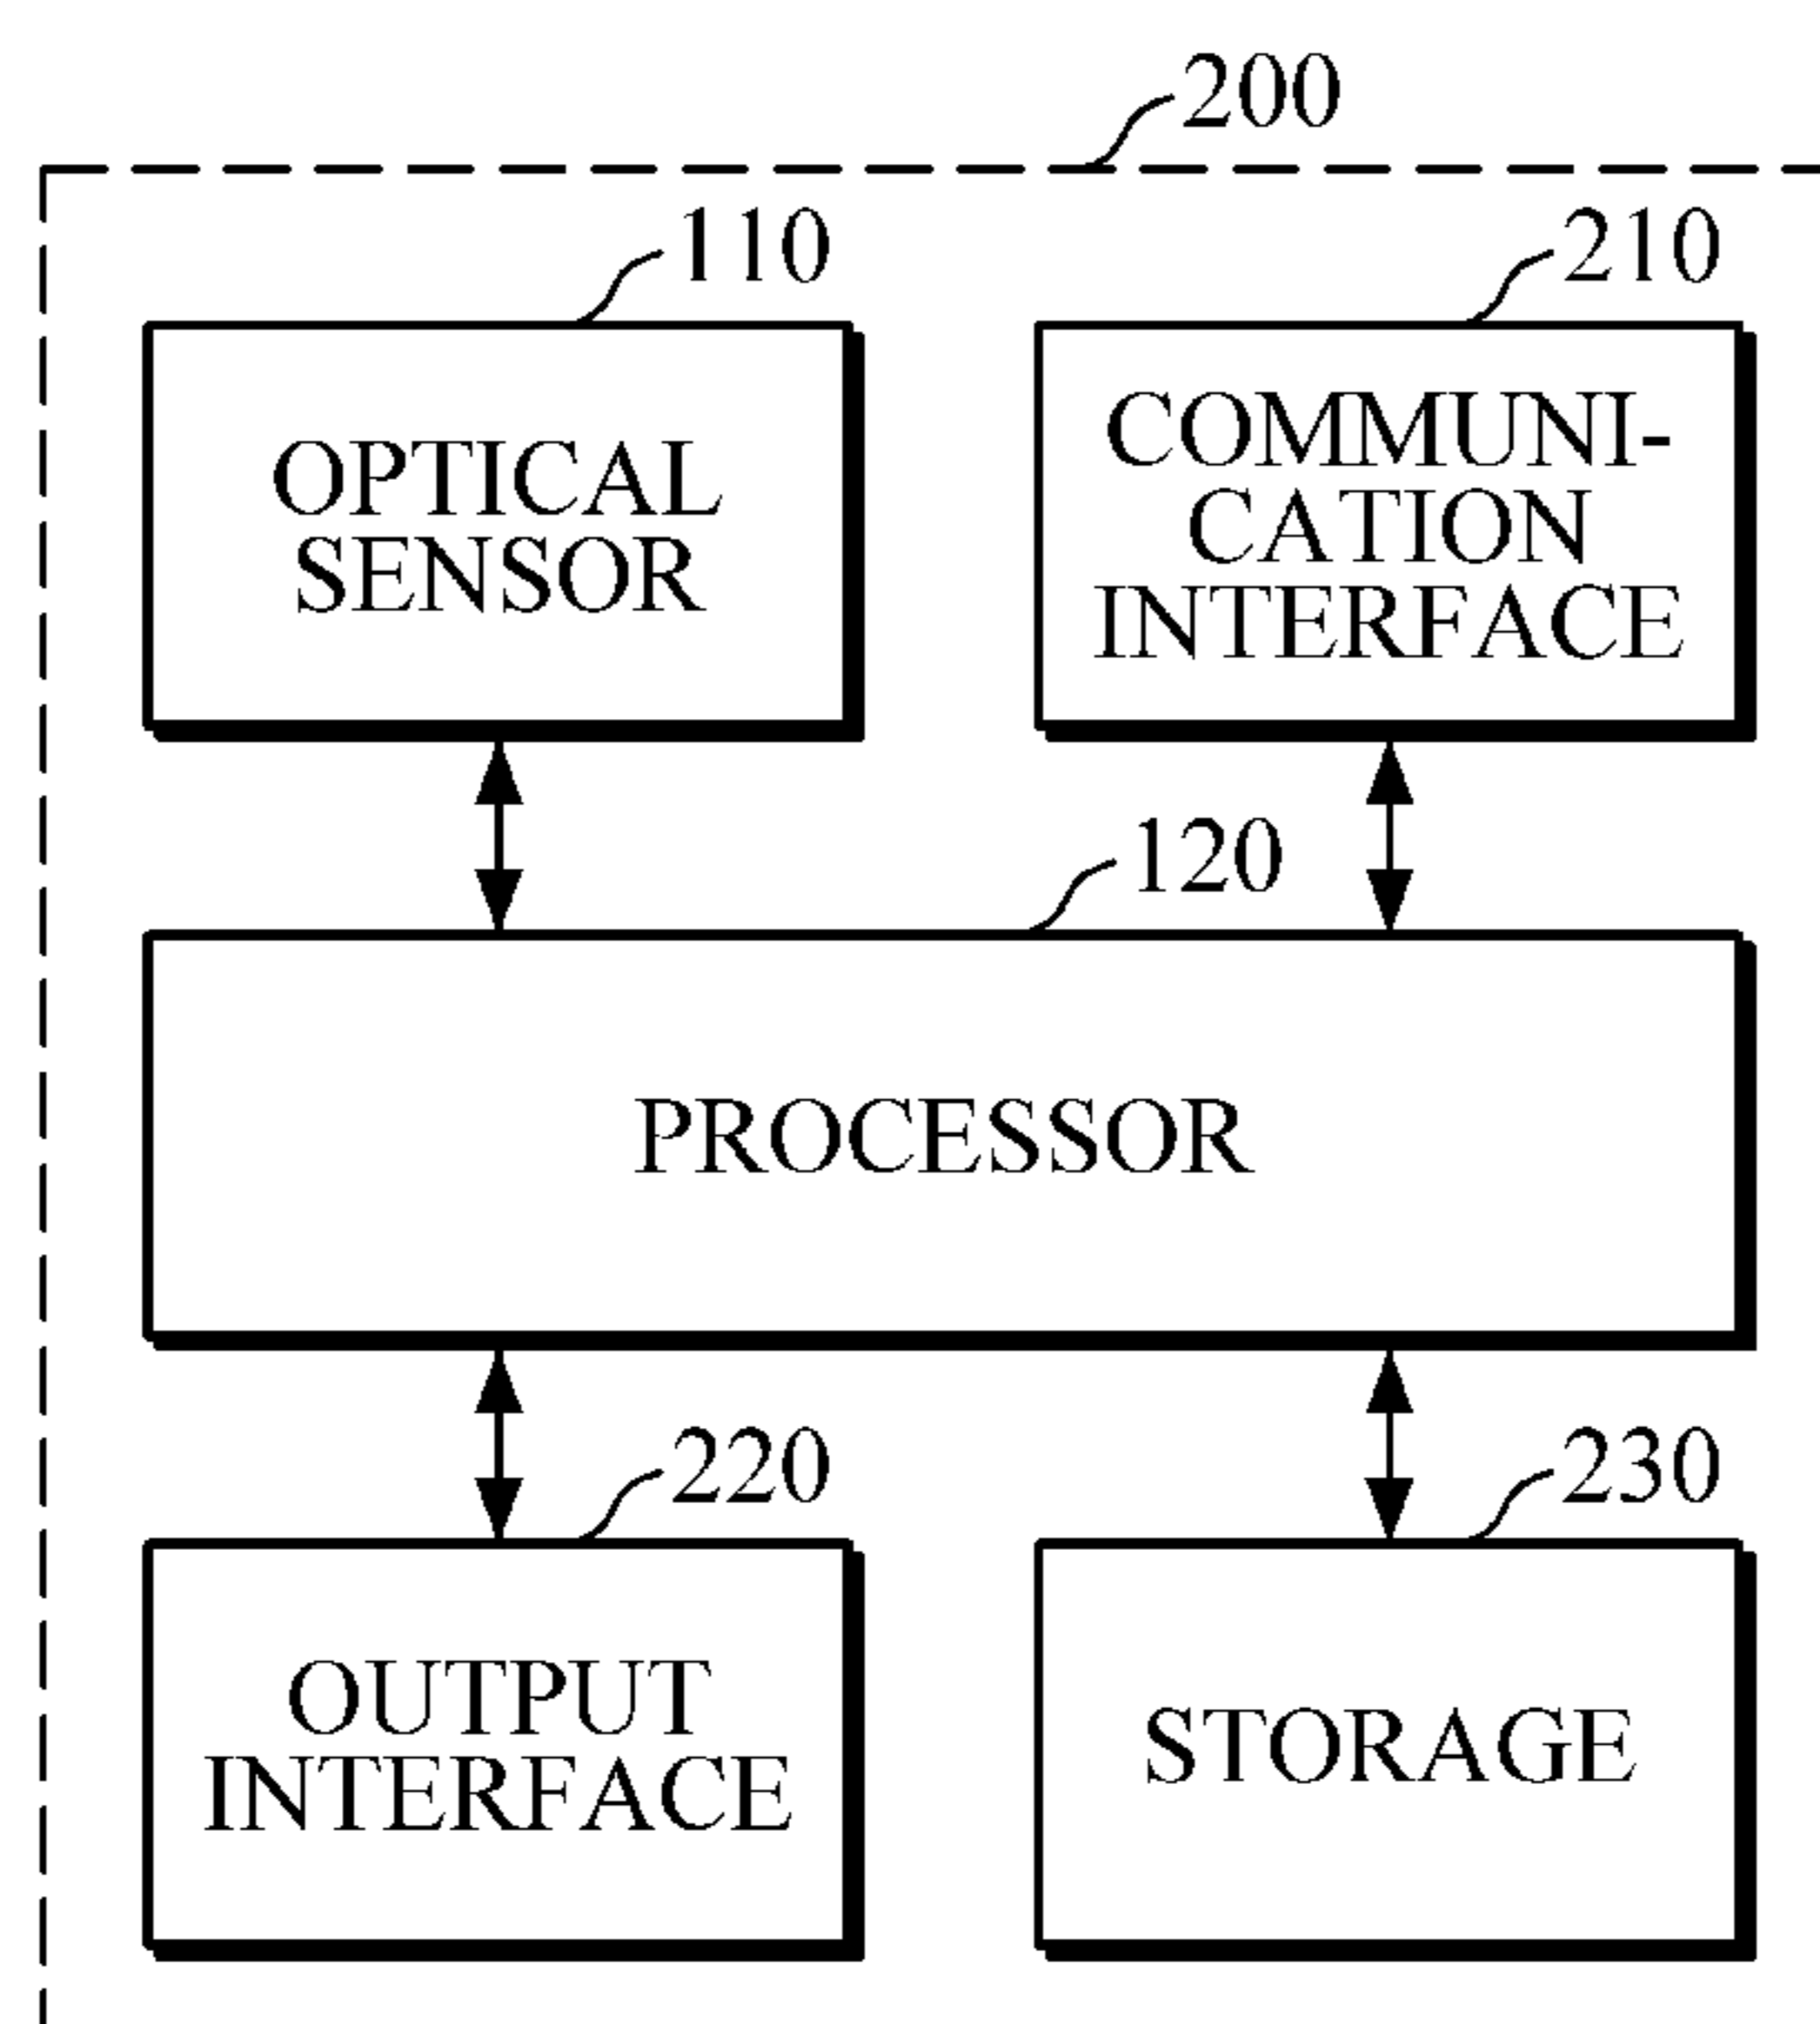 200
110
210
OPTICAL
SENSOR
COMMUNI-
CATION
INTERFACE
120
PROCESSOR
220
230
OUTPUT
INTERFACE
STORAGE